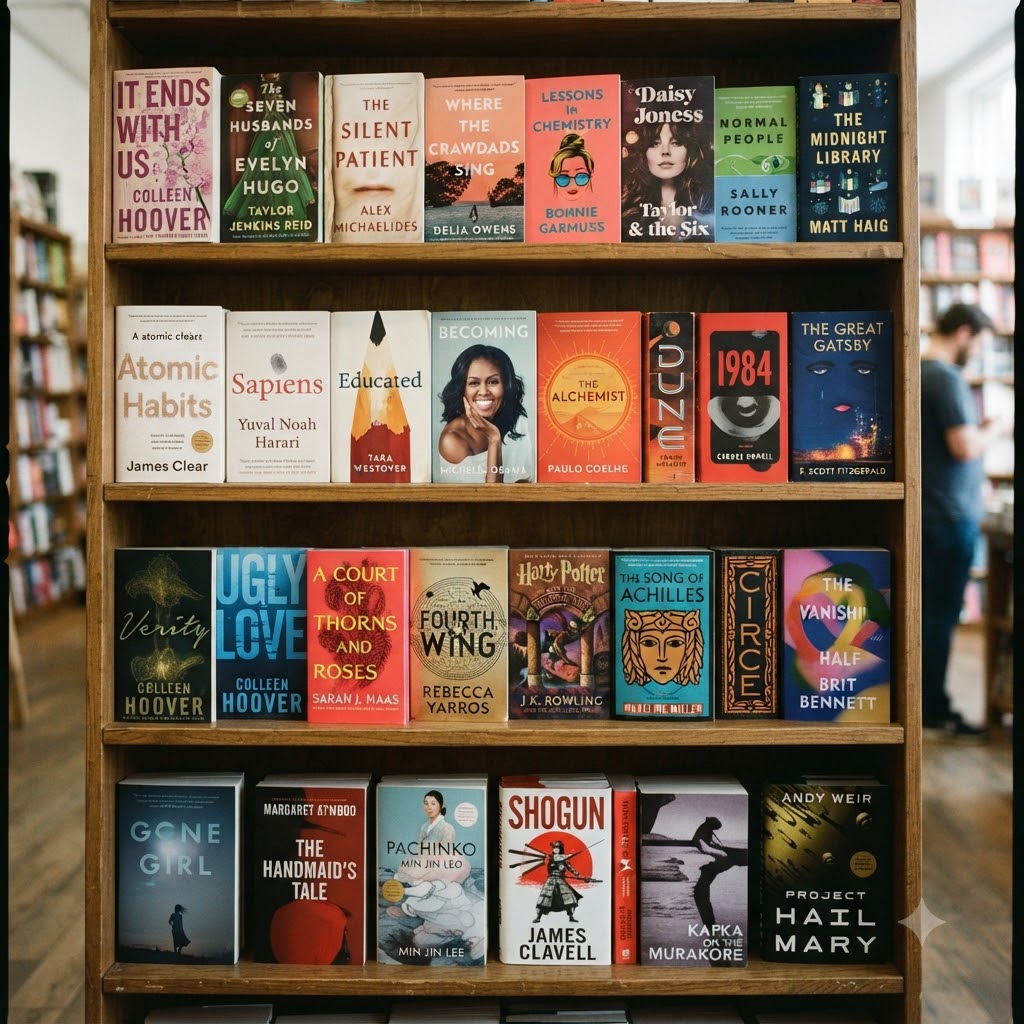 IT ENDS
WITH
US
COLLEEN
HOOVER
The
SEVEN
HUSBANDS
of
EVELYN
HUGO
TAYLOR
JENKINS REID
THE
SILENT
PATIENT
ALEX
MICHAELIDES
WHERE
THE
CRAWDADS
SING
DELIA OWENS
LESSONS
in
CHEMISTRY
BONNIE
GARMUSS
Daisy
Joness
Taylor
& the Six
NORMAL
PEOPLE
SALLY
ROONER
THE
MIDNIGHT
LIBRARY
MATT HAIG
A atomic cleart
Atomic
Habits
James Clear
Sapiens
Yuval Noah
Harari
Educated
TARA
WESTOVER
BECOMING
THE
ALCHEMIST
PAULO COELHE
DUNE
1984
THE GREAT
GATSBY
F. SCOTT FITZGERALD
Verity
COLLEEN
HOOVER
UGLY
LOVE
COLLEEN
HOOVER
A COURT
OF
THORNS
AND
ROSES
SARAH J. MAAS
FOURTH
WING
REBECCA
YARROS
Harry Potter
J.K. ROWLING
THE SONG OF
ACHILLES
CIRCE
THE
VANISHII
HALF
BRIT
BENNETT
GONE
GIRL
MARGARET ATNBOO
THE
HANDMAID'S
TALE
PACHINKO
MIN JIN LEO
MIN JIN LEE
SHOGUN
JAMES
CLAVELL
KAPKA
ON THE
MURAKORE
ANDY WEIR
PROJECT
HAIL
MARY